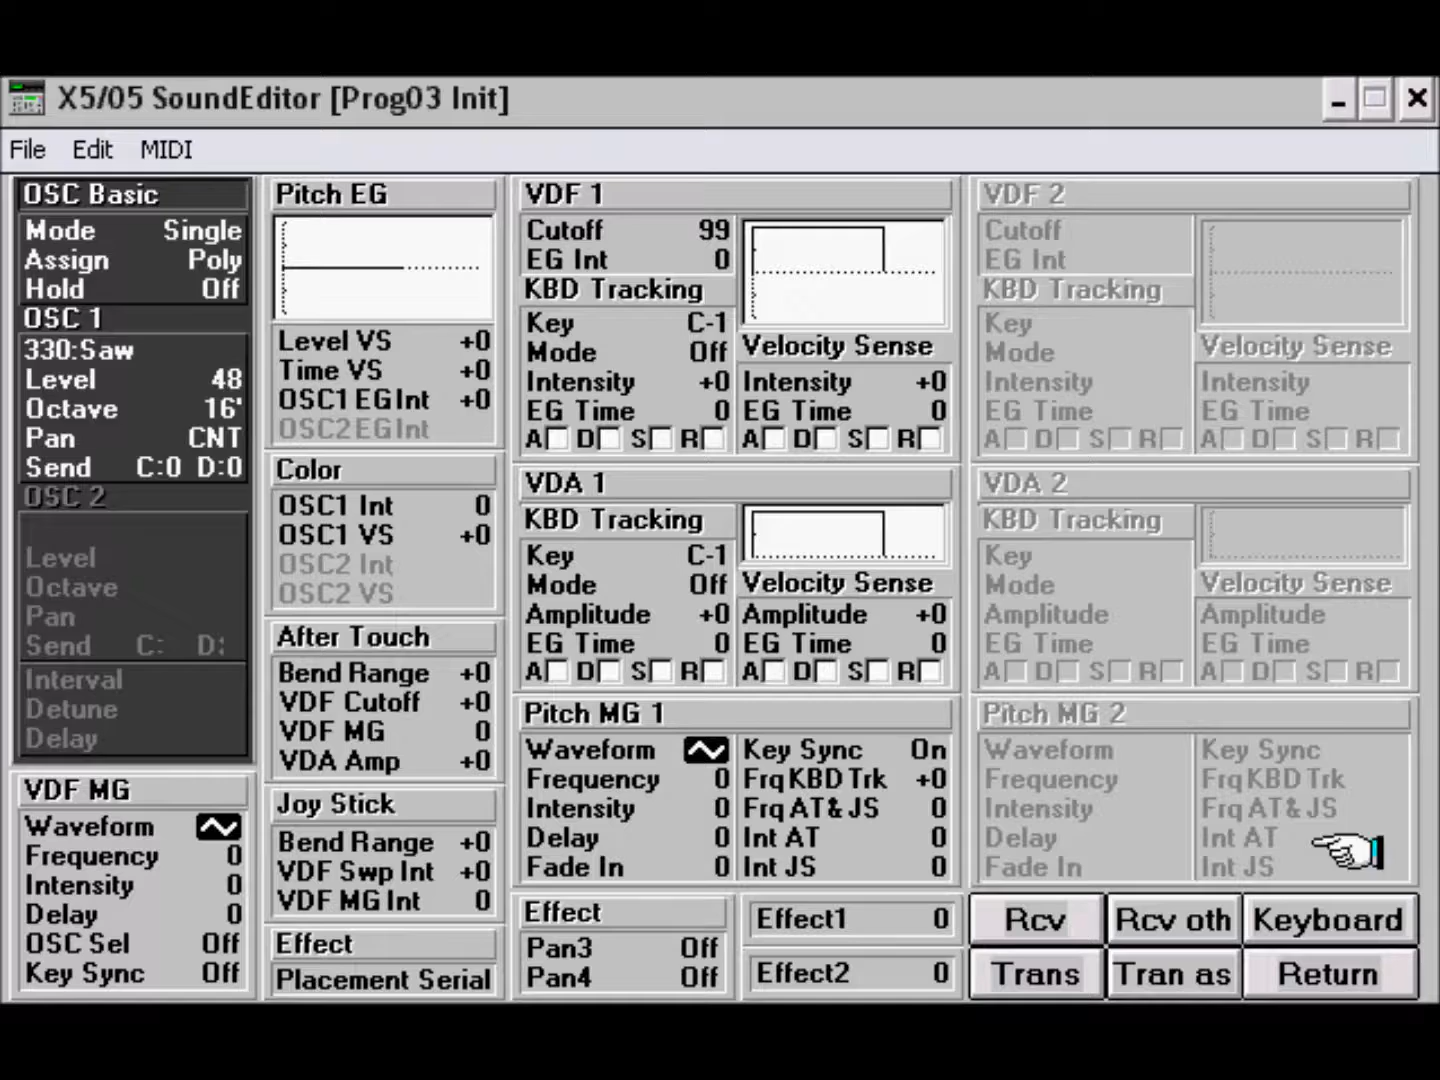 X5/05 SoundEditor [Prog03 Init]
File Edit MIDI
OSC Basic
Mode Single
Assign Poly
Hold Off
OSC 1
330:Saw
Level 48
Octave 16'
Pan CNT
Send C:0 D:0
OSC 2
Level
Octave
Pan
Send C: D:
Interval
Detune
Delay
VDF MG
Waveform
Frequency 0
Intensity 0
Delay 0
OSC Sel Off
Key Sync Off
Pitch EG
Level VS +0
Time VS +0
OSC1 EG Int +0
OSC2 EG Int
Color
OSC1 Int 0
OSC1 VS +0
OSC2 Int
OSC2 VS
After Touch
Bend Range +0
VDF Cutoff +0
VDF MG 0
VDA Amp +0
Joy Stick
Bend Range +0
VDF Swp Int +0
VDF MG Int 0
Effect
Placement Serial
VDF 1
Cutoff 99
EG Int 0
KBD Tracking
Key C-1
Mode Off
Intensity +0
EG Time 0
A D S R
Velocity Sense
Intensity +0
EG Time 0
A D S R
VDA 1
KBD Tracking
Key C-1
Mode Off
Amplitude +0
EG Time 0
A D S R
Velocity Sense
Amplitude +0
EG Time 0
A D S R
Pitch MG 1
Waveform
Frequency 0
Intensity 0
Delay 0
Fade In 0
Key Sync On
Frq KBD Trk +0
Frq AT & JS 0
Int AT 0
Int JS 0
Effect
Pan3 Off
Pan4 Off
Effect1 0
Effect2 0
VDF 2
Cutoff
EG Int
KBD Tracking
Key
Mode
Intensity
EG Time
A D S R
Velocity Sense
Intensity
EG Time
A D S R
VDA 2
KBD Tracking
Key
Mode
Amplitude
EG Time
A D S R
Velocity Sense
Amplitude
EG Time
A D S R
Pitch MG 2
Waveform
Frequency
Intensity
Delay
Fade In
Key Sync
Frq KBD Trk
Frq AT & JS
Int AT
Int JS
Rcv Rcv oth Keyboard
Trans Tran as Return